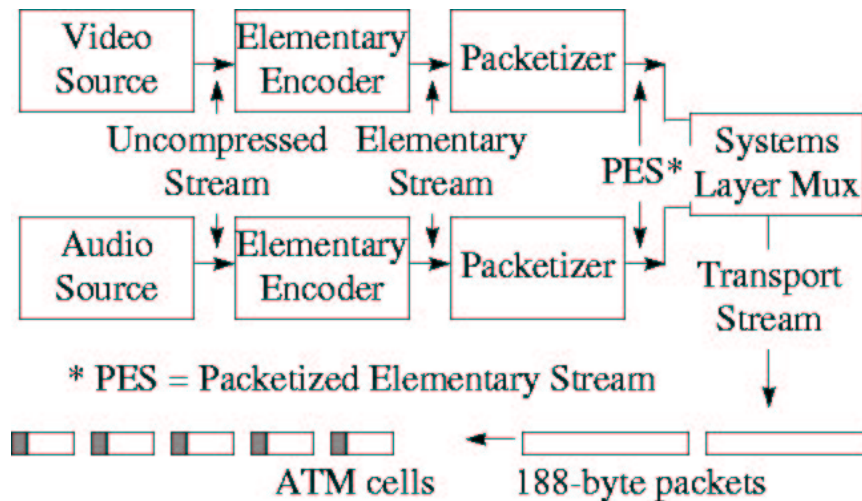 Video
Source
Elementary
Encoder
Packetizer
Uncompressed
Stream
Elementary
Stream
PES*
Systems
Layer Mux
Audio
Source
Elementary
Encoder
Packetizer
Transport
Stream
* PES = Packetized Elementary Stream
ATM cells
188-byte packets